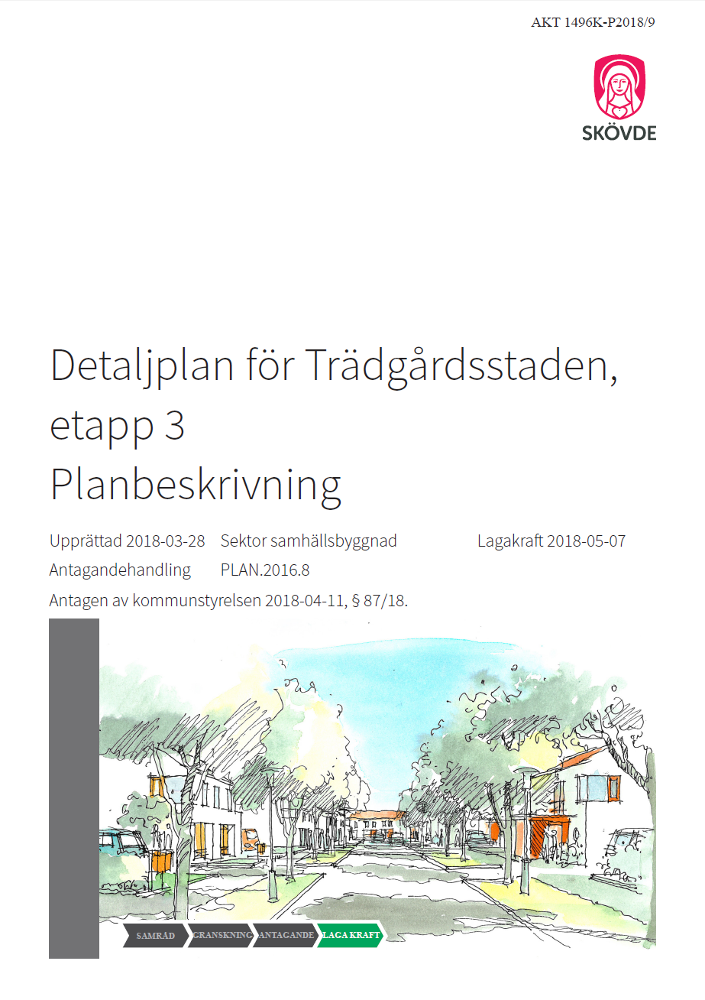 AKT 1496K-P2018/9
SKÖVDE
Detaljplan för Trädgårdsstaden,
etapp 3
Planbeskrivning
Upprättad 2018-03-28 Sektor samhällsbyggnad Lagakraft 2018-05-07
Antagandehandling PLAN.2016.8
Antagen av kommunstyrelsen 2018-04-11, § 87/18.
SAMRÅD GRANSKNING ANTAGANDE LAGA KRAFT